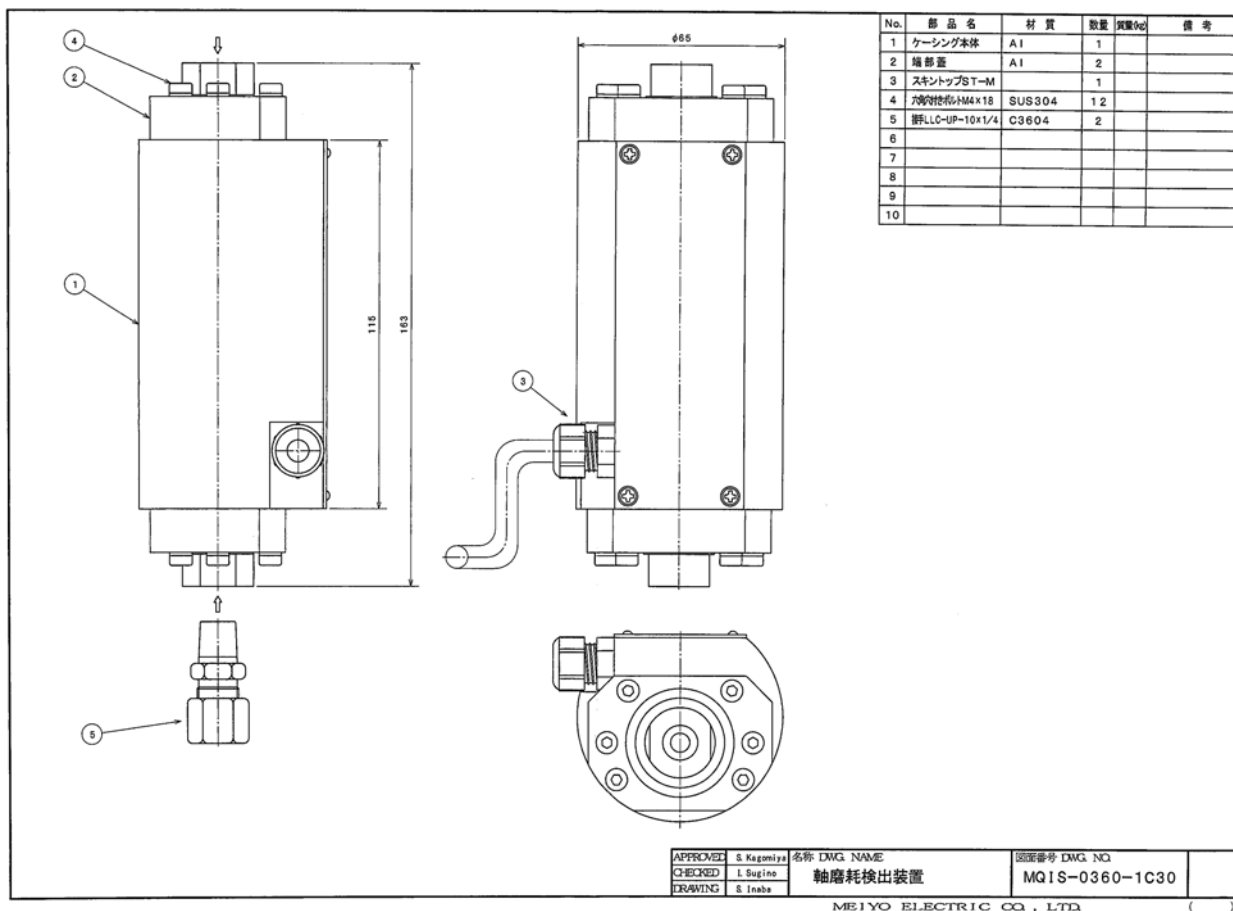 No. 部品名 材質 数量 質量(kg) 備考
1 ケーシング本体 Al 1
2 端部蓋 Al 2
3 スキントップST-M 1
4 六角穴付きボルトM4×18 SUS304 12
5 継手LLC-UP-10×1/4 C3604 2
6
7
8
9
10
4
2
1
5
115
163
φ65
3
APPROVED S. Kagomiya
CHECKED I. Sugino
DRAWING S. Inaba
名称 DWG. NAME
軸磨耗検出装置
図面番号 DWG. NO.
MQIS-0360-1C30
MEIYO ELECTRIC CO., LTD. ( )